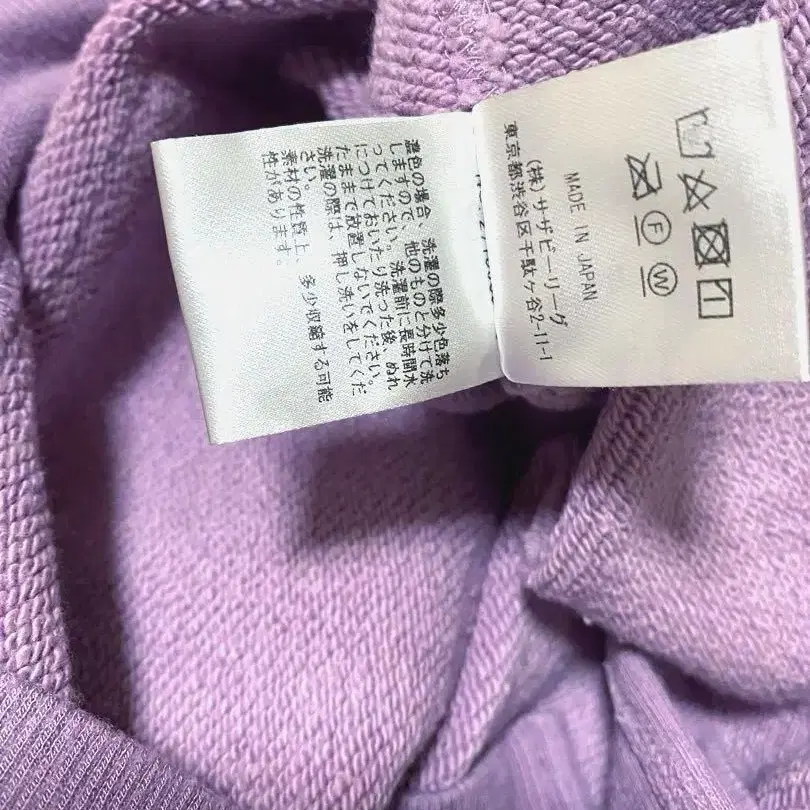 Ⓕ Ⓦ
MADE IN JAPAN
(株)サザビーリーグ
東京都渋谷区千駄ケ谷2-11-1
濃色の場合、洗濯の際多少色落ち
しますので、他のものと分けて洗
ってください。洗濯前に長時間水
につけておいたり洗った後、ぬれ
たままで放置しないでください。
洗濯の際は、押し洗いをしてくだ
さい。
素材の性質上、多少収縮する可能
性があります。